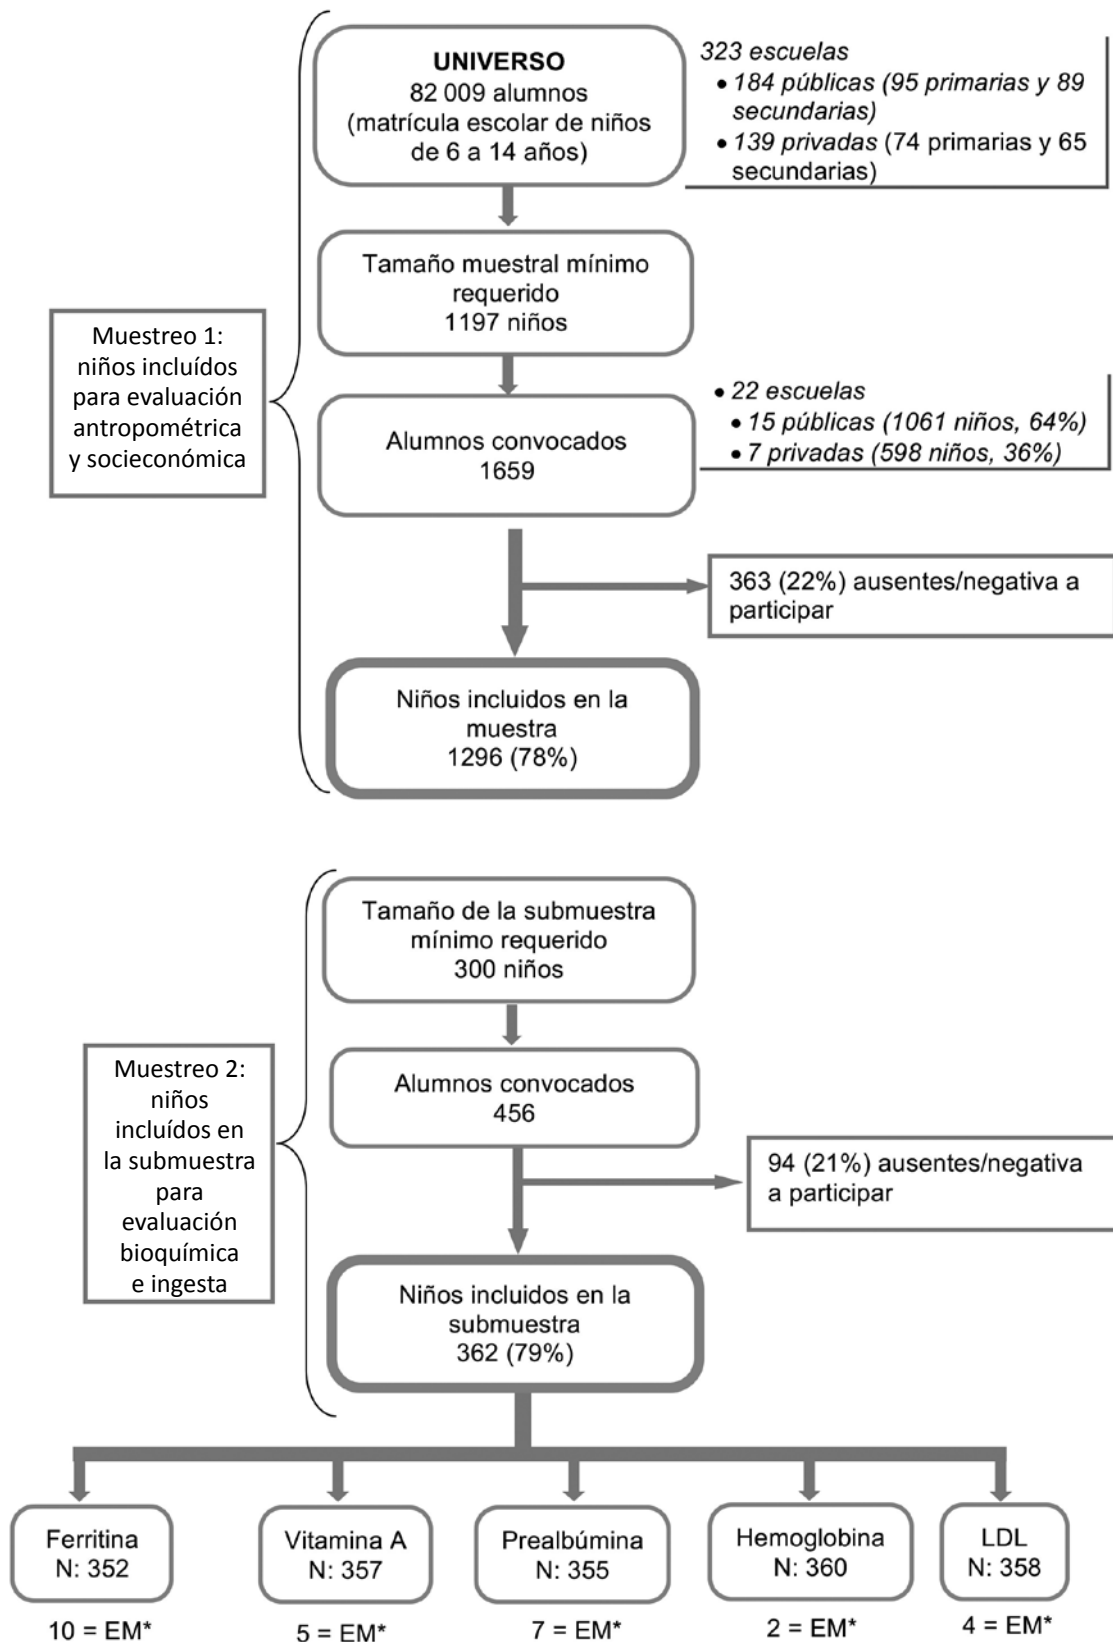 UNIVERSO
82 009 alumnos
(matrícula escolar de niños
de 6 a 14 años)
323 escuelas
• 184 públicas (95 primarias y 89
secundarias)
• 139 privadas (74 primarias y 65
secundarias)
Tamaño muestral mínimo
requerido
1197 niños
Muestreo 1:
niños incluídos
para evaluación
antropométrica
y socieconómica
Alumnos convocados
1659
• 22 escuelas
• 15 públicas (1061 niños, 64%)
• 7 privadas (598 niños, 36%)
363 (22%) ausentes/negativa a
participar
Niños incluidos en la
muestra
1296 (78%)
Tamaño de la submuestra
mínimo requerido
300 niños
Muestreo 2:
niños
incluídos en
la submuestra
para
evaluación
bioquímica
e ingesta
Alumnos convocados
456
94 (21%) ausentes/negativa
a participar
Niños incluidos en la
submuestra
362 (79%)
Ferritina
N: 352
10 = EM*
Vitamina A
N: 357
5 = EM*
Prealbúmina
N: 355
7 = EM*
Hemoglobina
N: 360
2 = EM*
LDL
N: 358
4 = EM*